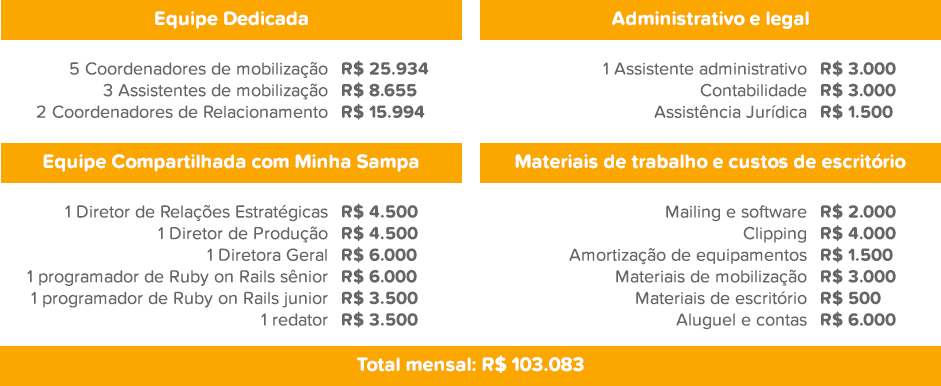 Equipe Dedicada
5 Coordenadores de mobilização R$ 25.934
3 Assistentes de mobilização R$ 8.655
2 Coordenadores de Relacionamento R$ 15.994
Administrativo e legal
1 Assistente administrativo R$ 3.000
Contabilidade R$ 3.000
Assistência Jurídica R$ 1.500
Equipe Compartilhada com Minha Sampa
1 Diretor de Relações Estratégicas R$ 4.500
1 Diretor de Produção R$ 4.500
1 Diretora Geral R$ 6.000
1 programador de Ruby on Rails sênior R$ 6.000
1 programador de Ruby on Rails junior R$ 3.500
1 redator R$ 3.500
Materiais de trabalho e custos de escritório
Mailing e software R$ 2.000
Clipping R$ 4.000
Amortização de equipamentos R$ 1.500
Materiais de mobilização R$ 3.000
Materiais de escritório R$ 500
Aluguel e contas R$ 6.000
Total mensal: R$ 103.083